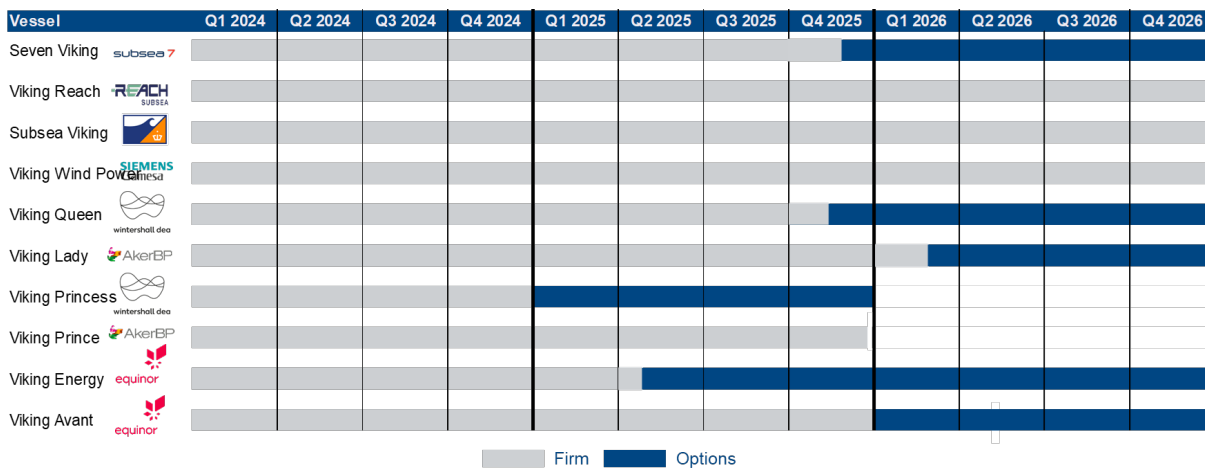 Vessel Q1 2024 Q2 2024 Q3 2024 Q4 2024 Q1 2025 Q2 2025 Q3 2025 Q4 2025 Q1 2026 Q2 2026 Q3 2026 Q4 2026
Seven Viking subsea 7
Viking Reach REACH
SUBSEA
Subsea Viking
Viking Wind Power SIEMENS
Gamesa
Viking Queen
wintershall dea
Viking Lady AkerBP
Viking Princess
wintershall dea
Viking Prince AkerBP
Viking Energy equinor
Viking Avant
equinor
Firm Options